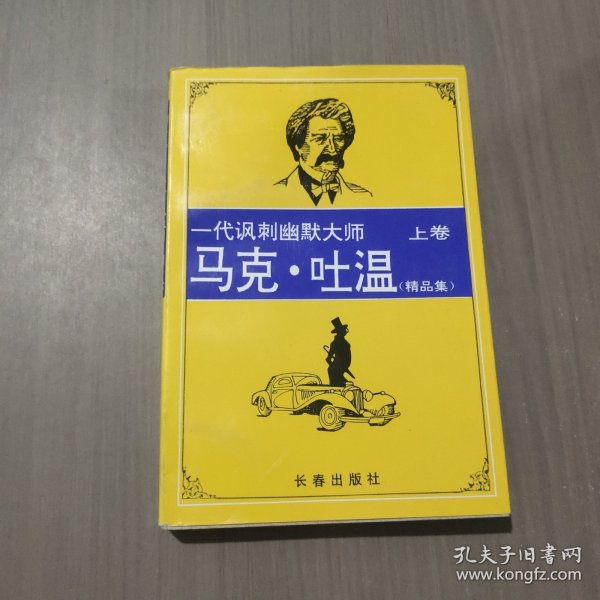 一代讽刺幽默大师 上卷
马克·吐温(精品集)
长春出版社
孔夫子旧书网
www.kongfz.com